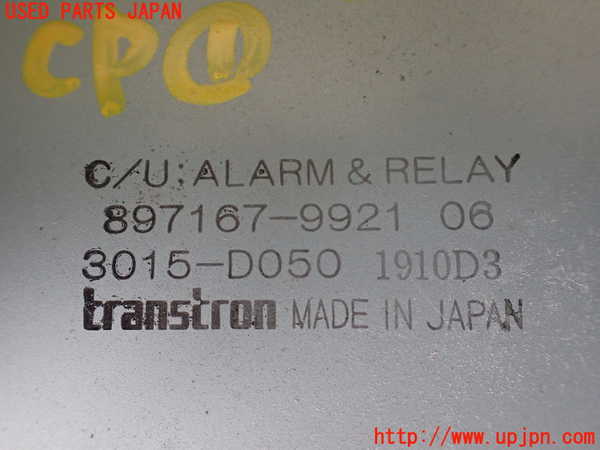 USED PARTS JAPAN
CP@
C/U; ALARM & RELAY
897167-9921 06
3015-D050 1910D3
transtron MADE IN JAPAN
http://www.upjpn.com/